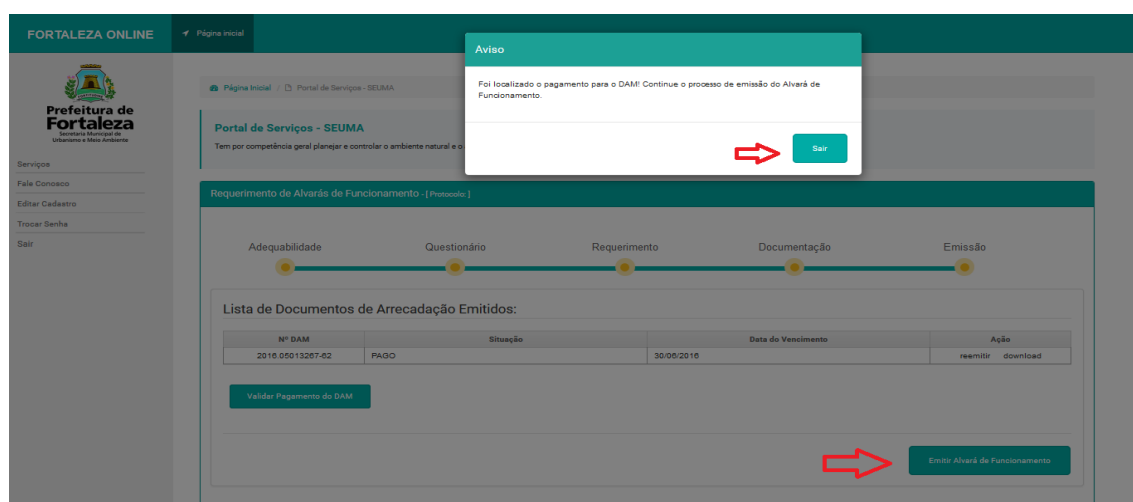 FORTALEZA ONLINE
Página inicial
Aviso
Foi localizado o pagamento para o DAM! Continue o processo de emissão do Alvará de
Funcionamento.
Sair
Prefeitura de
Fortaleza
Secretaria Municipal de
Urbanismo e Meio Ambiente
Serviços
Fale Conosco
Editar Cadastro
Trocar Senha
Sair
Página Inicial / Portal de Serviços - SEUMA
Portal de Serviços - SEUMA
Tem por competência geral planejar e controlar o ambiente natural e o
Requerimento de Alvarás de Funcionamento - [ Protocolo: ]
Adequabilidade
Questionário
Requerimento
Documentação
Emissão
Lista de Documentos de Arrecadação Emitidos:
Nº DAM
Situação
Data do Vencimento
Ação
2016.05013267-62
PAGO
30/06/2016
reemitir download
Validar Pagamento do DAM
Emitir Alvará de Funcionamento